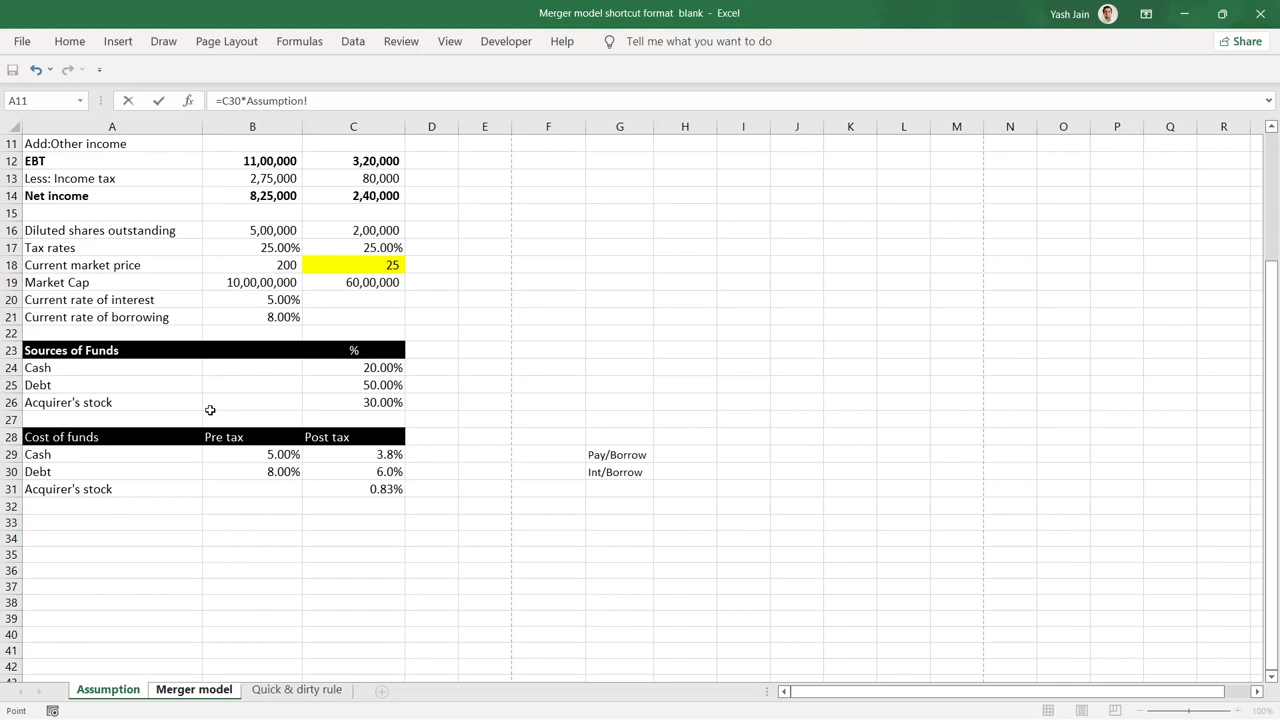 Merger model shortcut format  blank  -  Excel
Yash Jain
File Home Insert Draw Page Layout Formulas Data Review View Developer Help Tell me what you want to do Share
A11 =C30*Assumption!
A B C D E F G H I J K L M N O P Q R
11 Add:Other income
12 EBT 11,00,000 3,20,000
13 Less: Income tax 2,75,000 80,000
14 Net income 8,25,000 2,40,000
15
16 Diluted shares outstanding 5,00,000 2,00,000
17 Tax rates 25.00% 25.00%
18 Current market price 200 25
19 Market Cap 10,00,00,000 60,00,000
20 Current rate of interest 5.00%
21 Current rate of borrowing 8.00%
22
23 Sources of Funds %
24 Cash 20.00%
25 Debt 50.00%
26 Acquirer's stock 30.00%
27
28 Cost of funds Pre tax Post tax
29 Cash 5.00% 3.8% Pay/Borrow
30 Debt 8.00% 6.0% Int/Borrow
31 Acquirer's stock 0.83%
32
33
34
35
36
37
38
39
40
41
42
Assumption Merger model Quick & dirty rule
Point 100%